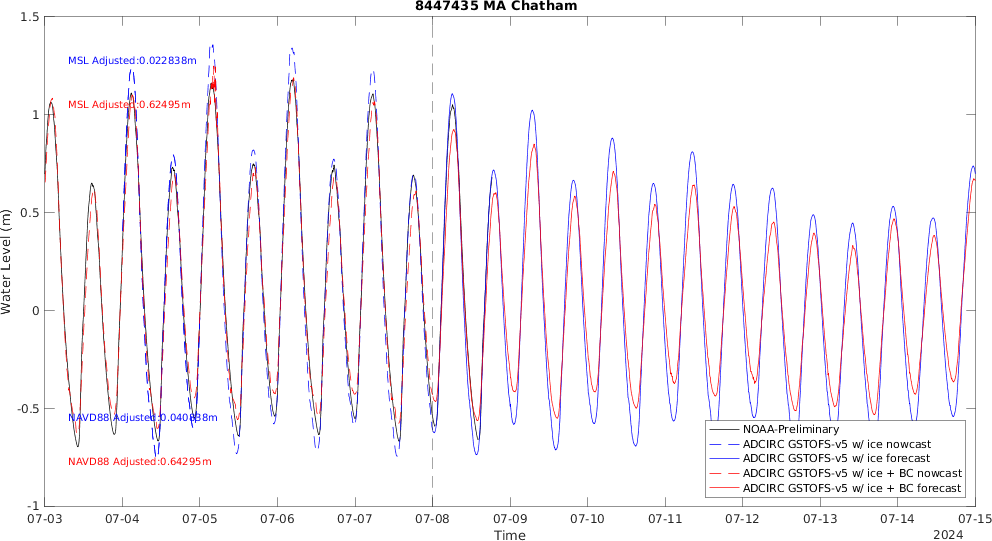 8447435 MA Chatham
1.5
1
0.5
0
-0.5
-1
Water Level (m)
MSL Adjusted:0.022838m
MSL Adjusted:0.62495m
NAVD88 Adjusted:0.040838m
NAVD88 Adjusted:0.64295m
NOAA-Preliminary
ADCIRC GSTOFS-v5 w/ ice nowcast
ADCIRC GSTOFS-v5 w/ ice forecast
ADCIRC GSTOFS-v5 w/ ice + BC nowcast
ADCIRC GSTOFS-v5 w/ ice + BC forecast
07-03 07-04 07-05 07-06 07-07 07-08 07-09 07-10 07-11 07-12 07-13 07-14 07-15
Time
2024